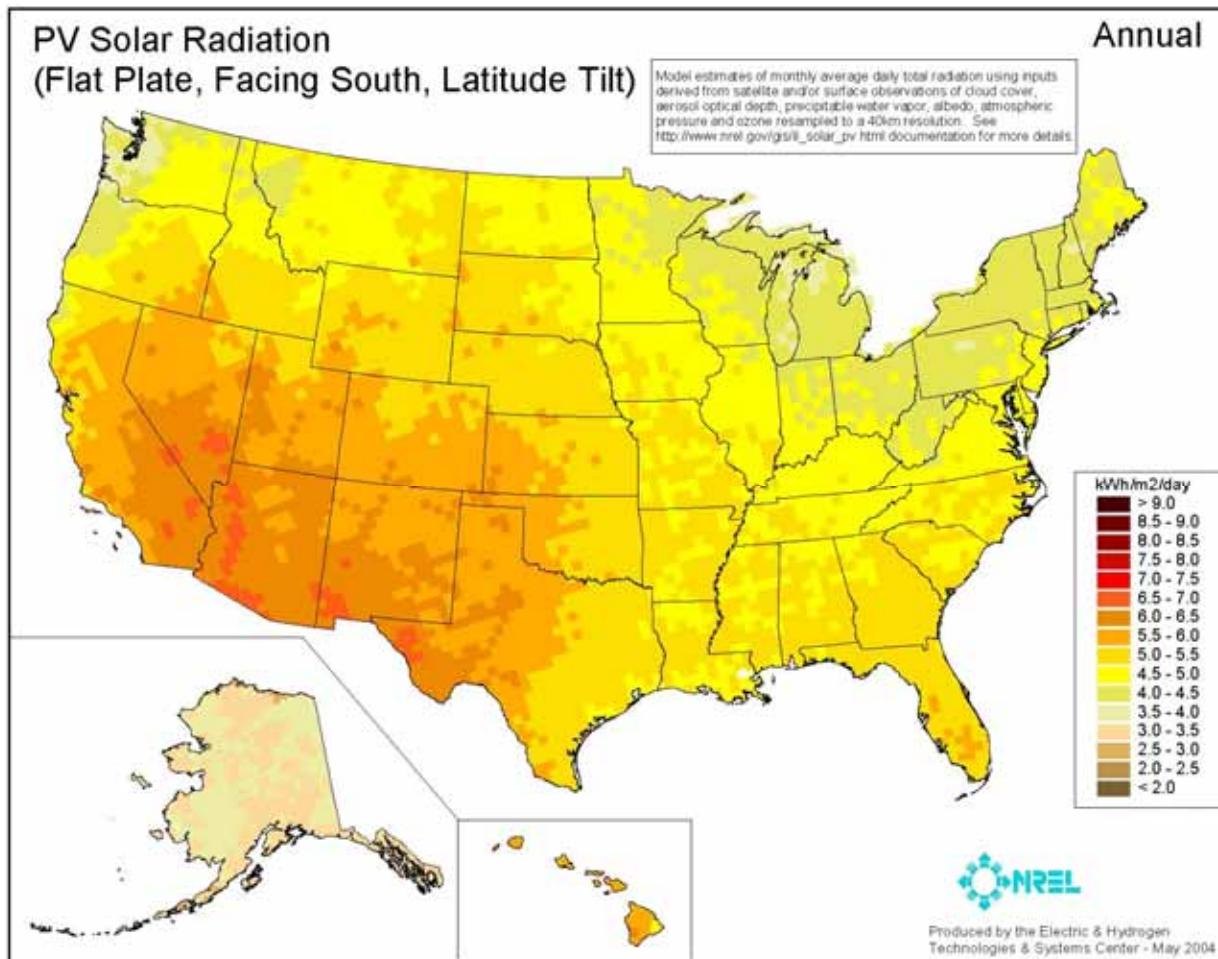 PV Solar Radiation
(Flat Plate, Facing South, Latitude Tilt)
Annual
Model estimates of monthly average daily total radiation using inputs
derived from satellite and/or surface observations of cloud cover,
aerosol optical depth, precipitable water vapor, albedo, atmospheric
pressure and ozone resampled to a 40km resolution. See
http://www.nrel.gov/gis/il_solar_pv html documentation for more details.
kWh/m2/day
> 9.0
8.5 - 9.0
8.0 - 8.5
7.5 - 8.0
7.0 - 7.5
6.5 - 7.0
6.0 - 6.5
5.5 - 6.0
5.0 - 5.5
4.5 - 5.0
4.0 - 4.5
3.5 - 4.0
3.0 - 3.5
2.5 - 3.0
2.0 - 2.5
< 2.0
NREL
Produced by the Electric & Hydrogen
Technologies & Systems Center - May 2004